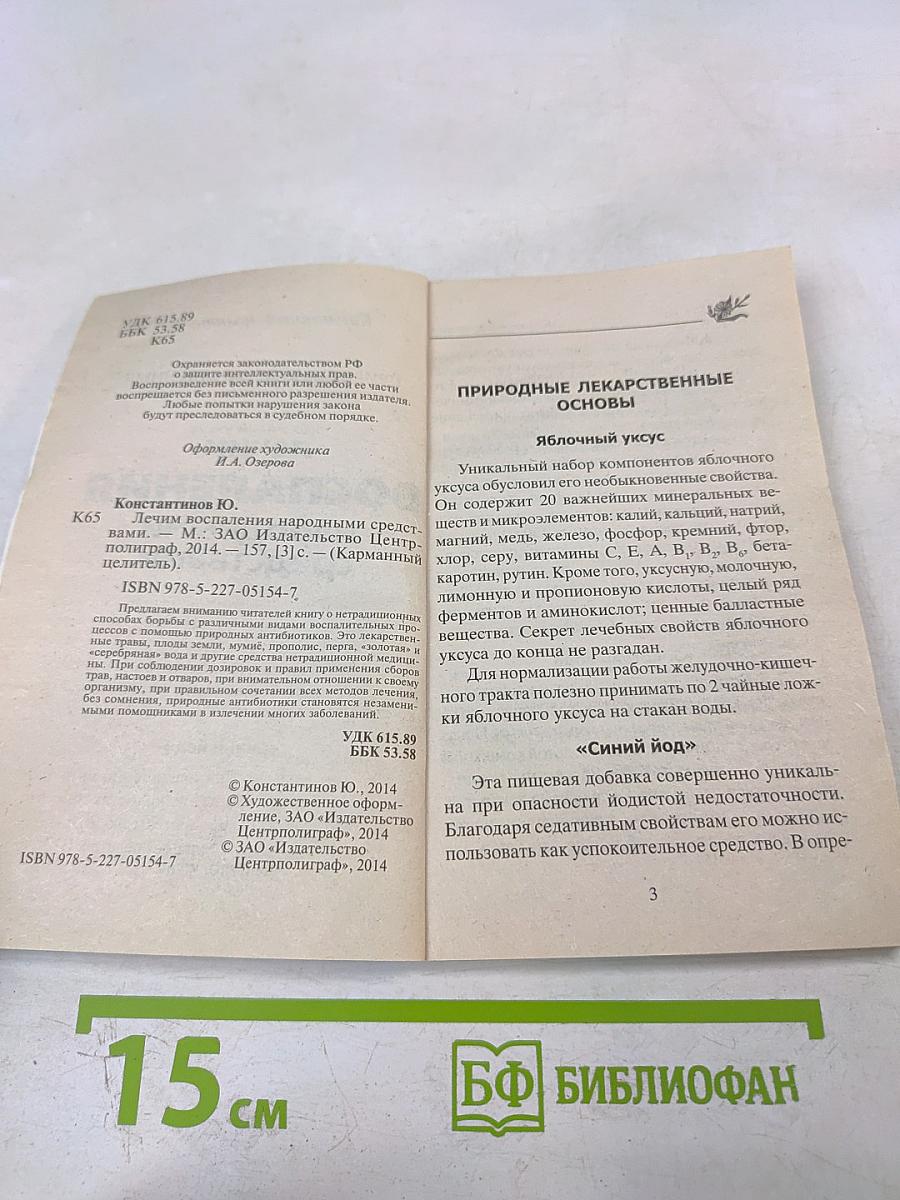 УДК 615.89
ББК 53.58
К65
Охраняется законодательством РФ
о защите интеллектуальных прав.
Воспроизведение всей книги или любой ее части
воспрещается без письменного разрешения издателя.
Любые попытки нарушения закона
будут преследоваться в судебном порядке.
Оформление художника
И.А. Озерова
Константинов Ю.
К65 Лечим воспаления народными средст-
вами. — М.: ЗАО Издательство Центр-
полиграф, 2014. — 157, [3] с. — (Карманный
целитель).
ISBN 978-5-227-05154-7
Предлагаем вниманию читателей книгу о нетрадиционных
способах борьбы с различными видами воспалительных про-
цессов с помощью природных антибиотиков. Это лекарствен-
ные травы, плоды земли, мумиё, прополис, перга, «золотая» и
«серебряная» вода и другие средства нетрадиционной медици-
ны. При соблюдении дозировок и правил применения сборов
трав, настоев и отваров, при внимательном отношении к своему
организму, при правильном сочетании всех методов лечения,
без сомнения, природные антибиотики становятся незамени-
мыми помощниками в излечении многих заболеваний.
УДК 615.89
ББК 53.58
© Константинов Ю., 2014
© Художественное оформ-
ление, ЗАО «Издательство
Центрполиграф», 2014
© ЗАО «Издательство
Центрполиграф», 2014
ISBN 978-5-227-05154-7
ПРИРОДНЫЕ ЛЕКАРСТВЕННЫЕ
ОСНОВЫ
Яблочный уксус
Уникальный набор компонентов яблочного
уксуса обусловил его необыкновенные свойства.
Он содержит 20 важнейших минеральных ве-
ществ и микроэлементов: калий, кальций, натрий,
магний, медь, железо, фосфор, кремний, фтор,
хлор, серу, витамины С, Е, А, В₁, В₂, В₆, бета-
каротин, рутин. Кроме того, уксусную, молочную,
лимонную и пропионовую кислоты, целый ряд
ферментов и аминокислот; ценные балластные
вещества. Секрет лечебных свойств яблочного
уксуса до конца не разгадан.
Для нормализации работы желудочно-кишеч-
ного тракта полезно принимать по 2 чайные лож-
ки яблочного уксуса на стакан воды.
«Синий йод»
Эта пищевая добавка совершенно уникаль-
на при опасности йодистой недостаточности.
Благодаря седативным свойствам его можно ис-
пользовать как успокоительное средство. В опре-
3
15 см
БФ БИБЛИОФАН